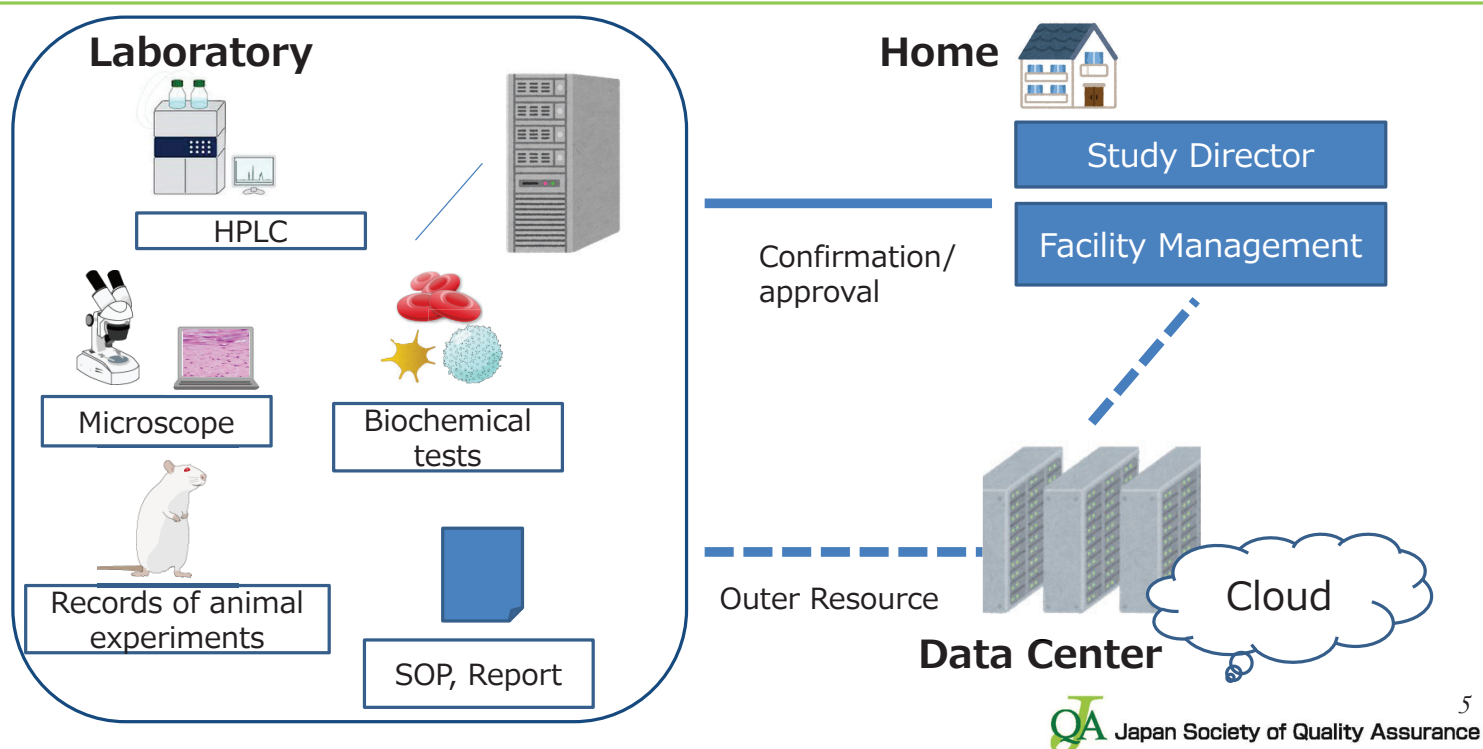 Laboratory
HPLC
Microscope
Biochemical
tests
Records of animal
experiments
SOP, Report
Confirmation/
approval
Outer Resource
Home
Study Director
Facility Management
Data Center
Cloud
5
JQA Japan Society of Quality Assurance